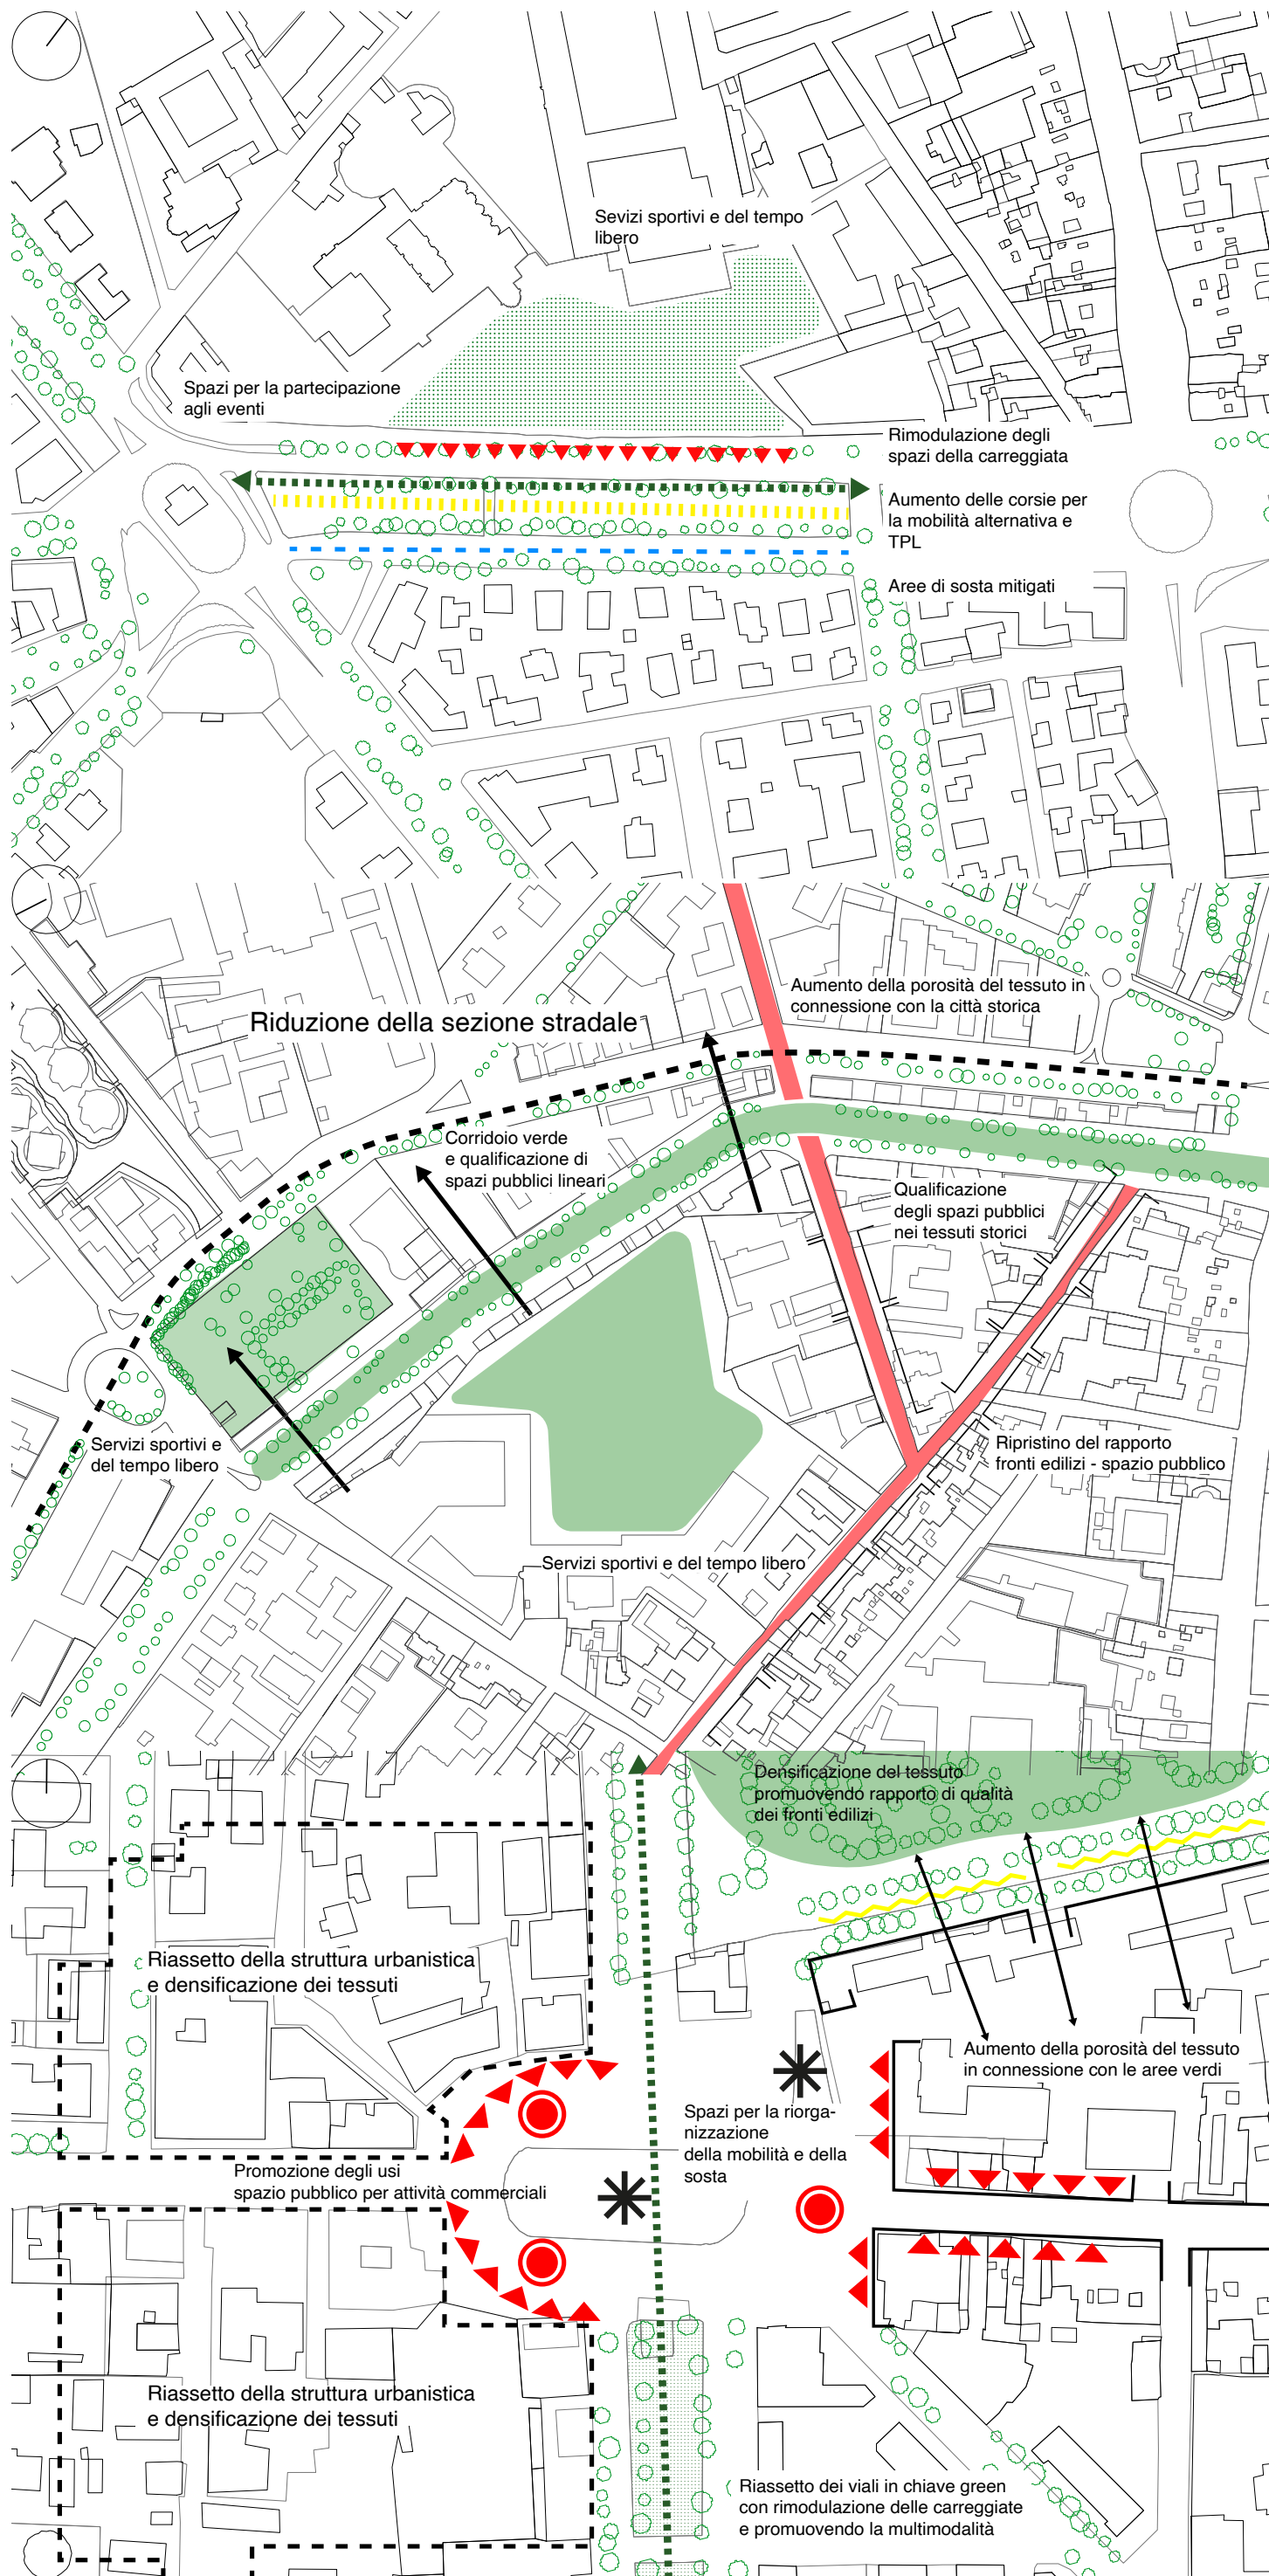 Sevizi sportivi e del tempo
libero
Spazi per la partecipazione
agli eventi
Rimodulazione degli
spazi della carreggiata
Aumento delle corsie per
la mobilità alternativa e
TPL
Aree di sosta mitigati
Aumento della porosità del tessuto in
connessione con la città storica
Riduzione della sezione stradale
Corridoio verde
e qualificazione di
spazi pubblici lineari
Qualificazione
degli spazi pubblici
nei tessuti storici
Servizi sportivi e
del tempo libero
Ripristino del rapporto
fronti edilizi - spazio pubblico
Servizi sportivi e del tempo libero
Densificazione del tessuto
promuovendo rapporto di qualità
dei fronti edilizi
Riassetto della struttura urbanistica
e densificazione dei tessuti
Aumento della porosità del tessuto
in connessione con le aree verdi
Spazi per la riorga-
nizzazione
della mobilità e della
sosta
Promozione degli usi
spazio pubblico per attività commerciali
Riassetto della struttura urbanistica
e densificazione dei tessuti
Riassetto dei viali in chiave green
con rimodulazione delle carreggiate
e promuovendo la multimodalità